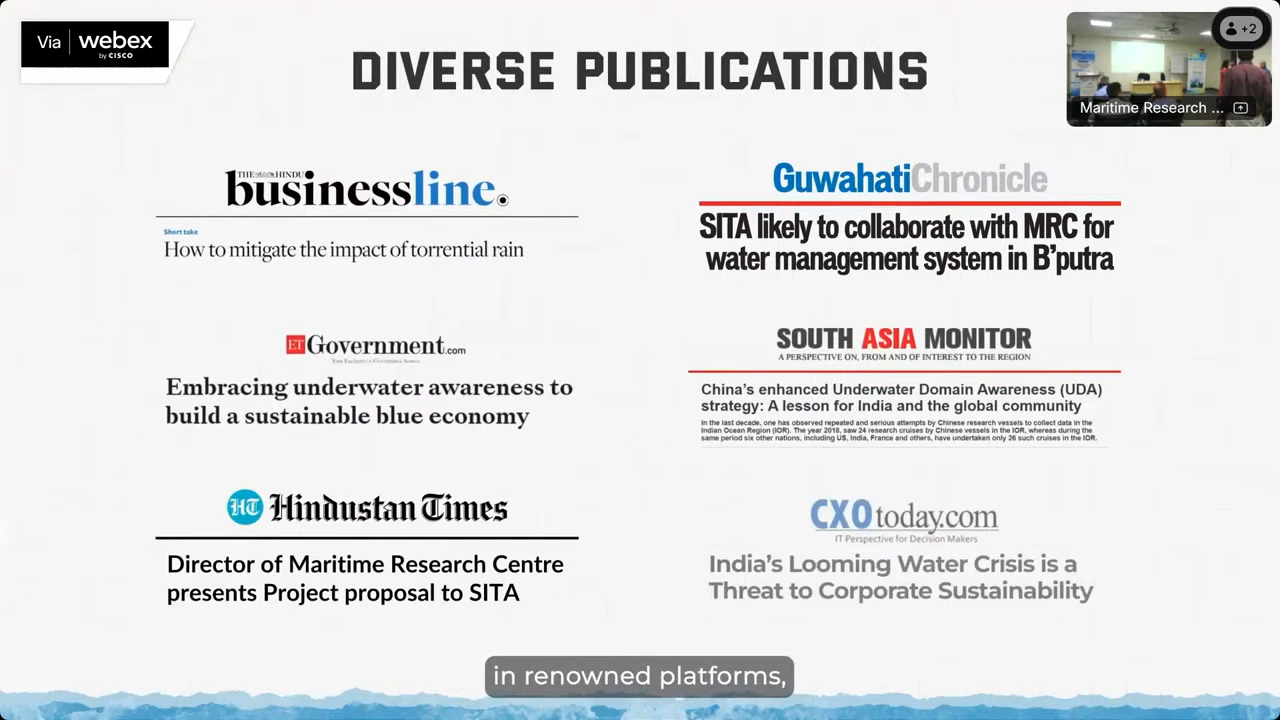 Via webex
by CISCO
DIVERSE PUBLICATIONS
+2
Maritime Research ...
THE HINDU
businessline.
Short take
How to mitigate the impact of torrential rain
GuwahatiChronicle
SITA likely to collaborate with MRC for
water management system in B'putra
ET Government.com
Embracing underwater awareness to
build a sustainable blue economy
SOUTH ASIA MONITOR
A PERSPECTIVE ON, FROM AND OF INTEREST TO THE REGION
China's enhanced Underwater Domain Awareness (UDA)
strategy: A lesson for India and the global community
In the last decade, one has observed repeated and serious attempts by Chinese research vessels to collect data in the
Indian Ocean Region (IOR). The year 2018, saw 24 research cruises by Chinese vessels in the IOR, whereas during the
same period six other nations, including US, India, France and others, have undertaken only 26 such cruises in the IOR.
HT Hindustan Times
Director of Maritime Research Centre
presents Project proposal to SITA
CXOtoday.com
IT Perspective for Decision Makers
India's Looming Water Crisis is a
Threat to Corporate Sustainability
in renowned platforms,